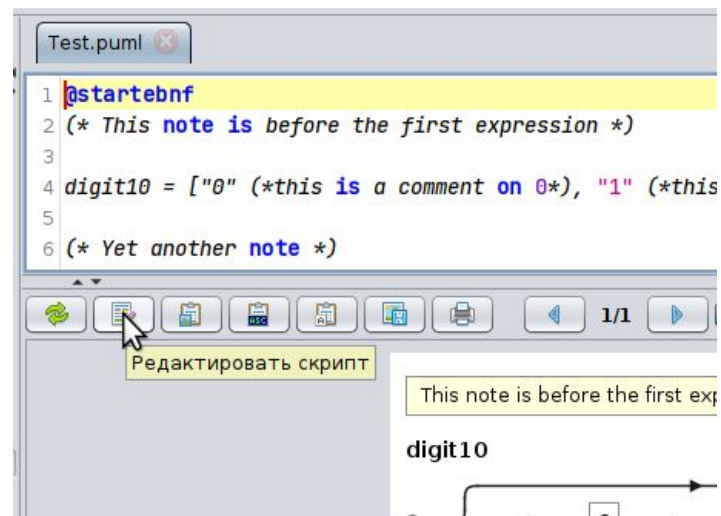 Test.puml
1 @startebnf
2 (* This note is before the first expression *)
3
4 digit10 = ["0" (*this is a comment on 0*), "1" (*this
5
6 (* Yet another note *)
ASC
A
1/1
Редактировать скрипт
This note is before the first exp
digit10